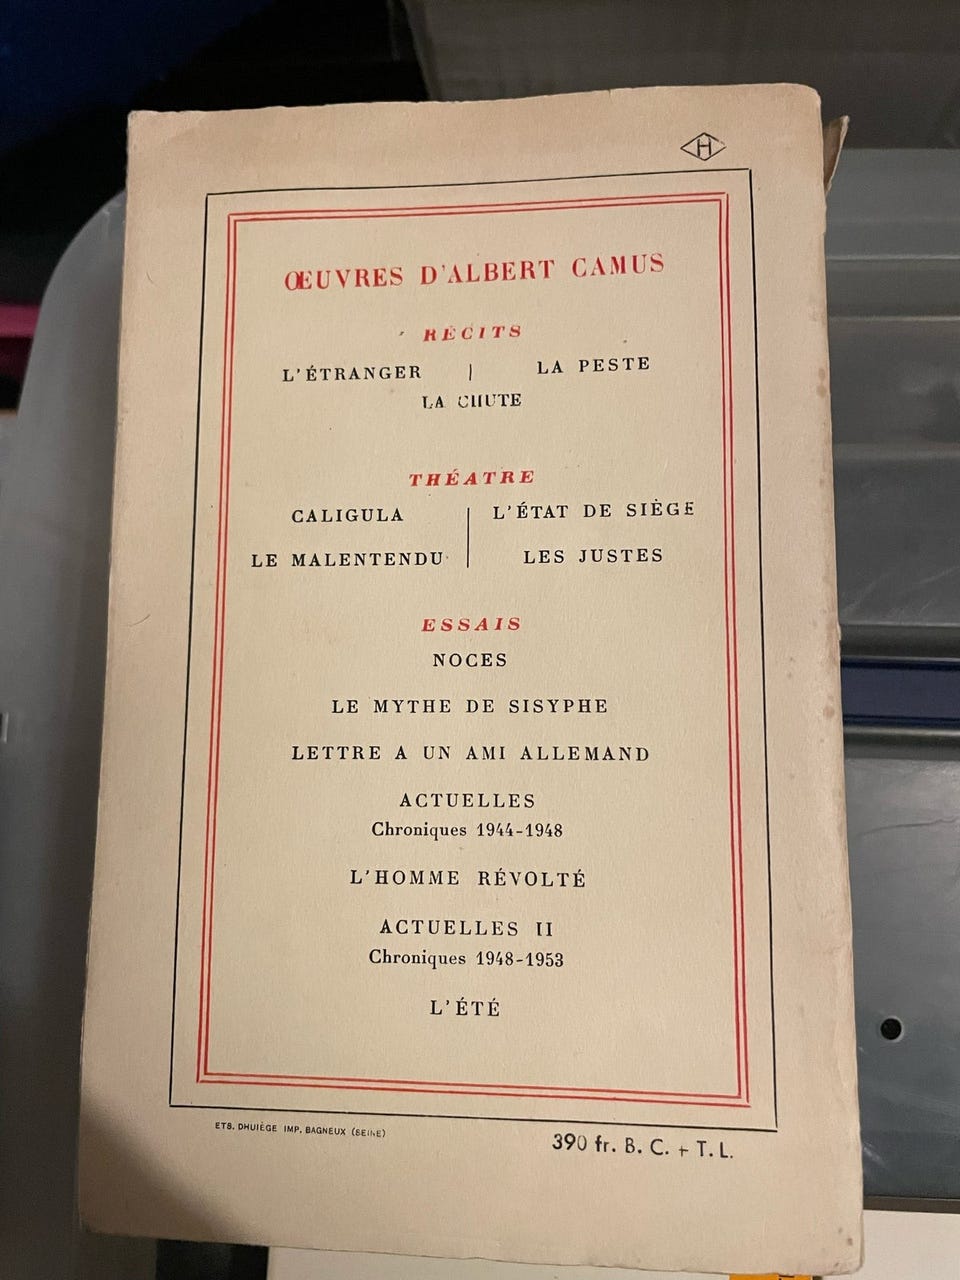 H
ŒUVRES D'ALBERT CAMUS
RÉCITS
L'ÉTRANGER | LA PESTE
LA CHUTE
THÉATRE
CALIGULA L'ÉTAT DE SIÈGE
LE MALENTENDU LES JUSTES
ESSAIS
NOCES
LE MYTHE DE SISYPHE
LETTRE A UN AMI ALLEMAND
ACTUELLES
Chroniques 1944-1948
L'HOMME RÉVOLTÉ
ACTUELLES II
Chroniques 1948-1953
L'ÉTÉ
ETS. DHUIÈGE IMP. BAGNEUX (SEINE)
390 fr. B. C. + T. L.